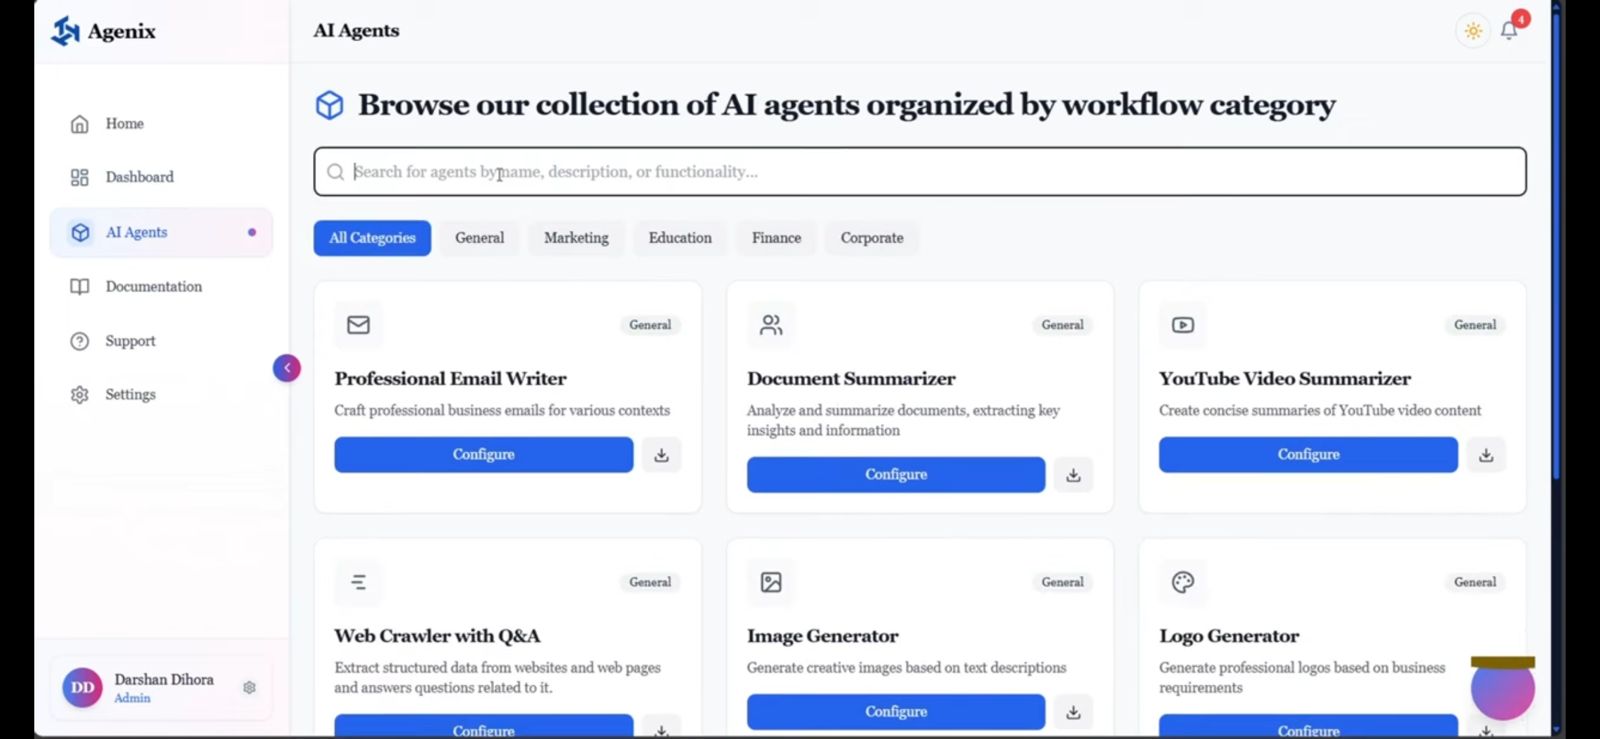 Agenix
AI Agents
4
Home
Dashboard
AI Agents
Documentation
Support
Settings
DD
Darshan Dihora
Admin
Browse our collection of AI agents organized by workflow category
Search for agents by name, description, or functionality...
All Categories
General
Marketing
Education
Finance
Corporate
General
Professional Email Writer
Craft professional business emails for various contexts
Configure
General
Document Summarizer
Analyze and summarize documents, extracting key
insights and information
Configure
General
YouTube Video Summarizer
Create concise summaries of YouTube video content
Configure
General
Web Crawler with Q&A
Extract structured data from websites and web pages
and answers questions related to it.
Configure
General
Image Generator
Generate creative images based on text descriptions
Configure
General
Logo Generator
Generate professional logos based on business
requirements
Configure